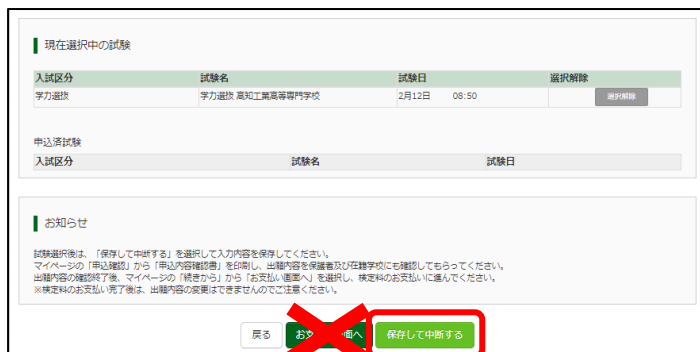 現在選択中の試験
入試区分 試験名 試験日 選択解除
学力選抜 学力選抜 高知工業高等専門学校 2月12日 08:50 選択解除
申込済試験
入試区分 試験名 試験日
お知らせ
試験選択後は、「保存して中断する」を選択して入力内容を保存してください。
マイページの「申込確認」から「申込内容確認書」を印刷し、出願内容を保護者及び在籍学校にも確認してもらってください。
出願内容の確認終了後、マイページの「続きから」から「お支払い画面へ」を選択し、検定料のお支払いに進んでください。
※検定料のお支払い完了後は、出願内容の変更はできませんのでご注意ください。
戻る お支 面へ 保存して中断する